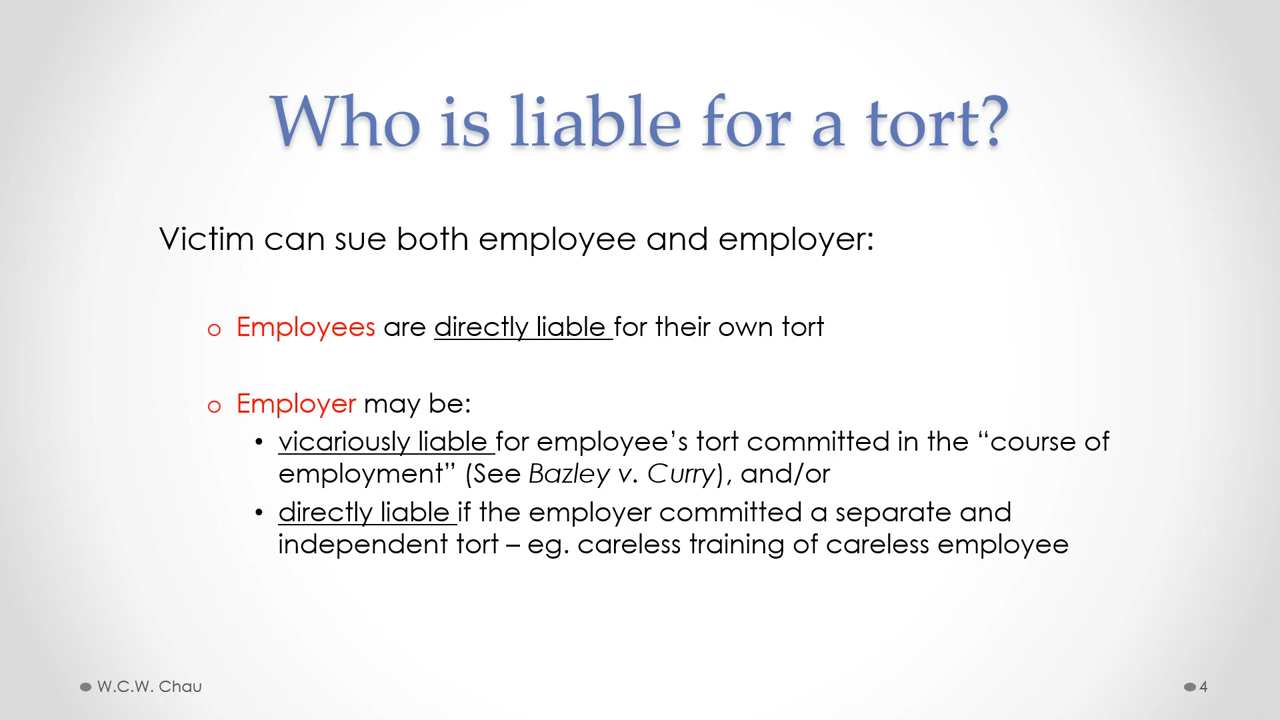 Who is liable for a tort?
Victim can sue both employee and employer:
o Employees are directly liable for their own tort
o Employer may be:
• vicariously liable for employee’s tort committed in the “course of
employment” (See Bazley v. Curry), and/or
• directly liable if the employer committed a separate and
independent tort – eg. careless training of careless employee
W.C.W. Chau
4